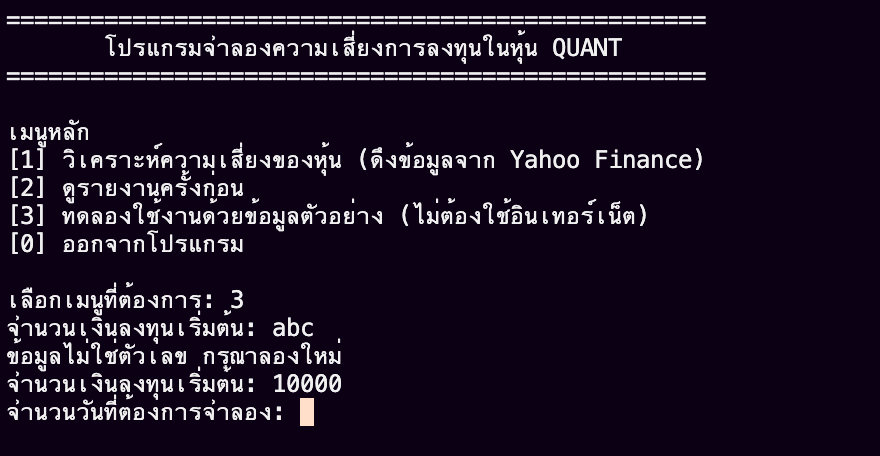 ==========================================================
โปรแกรมจำลองความเสี่ยงการลงทุนในหุ้น QUANT
==========================================================
เมนูหลัก
[1] วิเคราะห์ความเสี่ยงของหุ้น (ดึงข้อมูลจาก Yahoo Finance)
[2] ดูรายงานครั้งก่อน
[3] ทดลองใช้งานด้วยข้อมูลตัวอย่าง (ไม่ต้องใช้อินเทอร์เน็ต)
[0] ออกจากโปรแกรม
เลือกเมนูที่ต้องการ: 3
จำนวนเงินลงทุนเริ่มต้น: abc
ข้อมูลไม่ใช่ตัวเลข กรุณาลองใหม่
จำนวนเงินลงทุนเริ่มต้น: 10000
จำนวนวันที่ต้องการจำลอง: